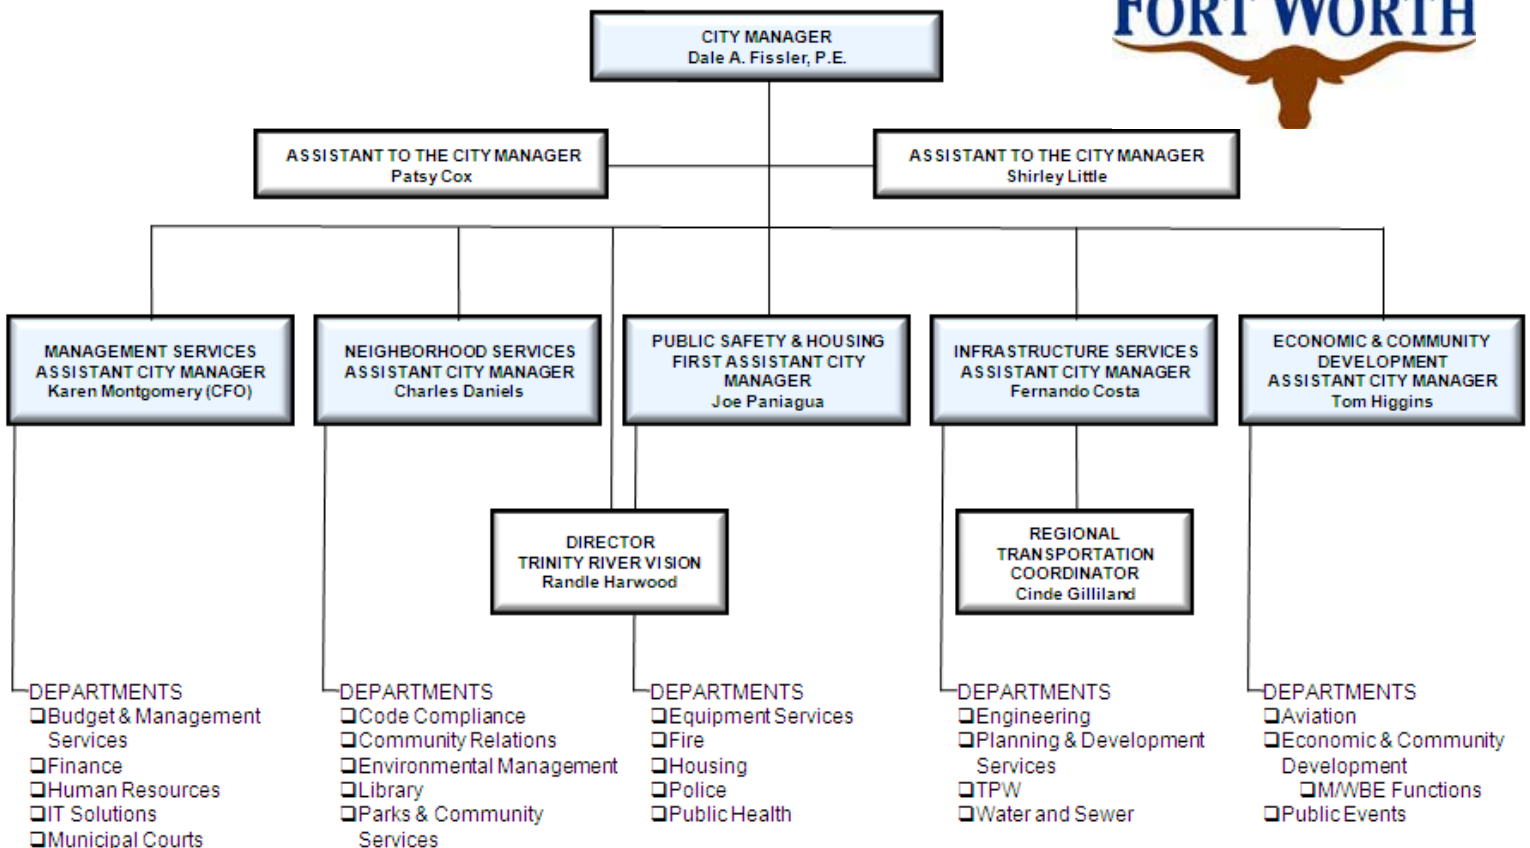 FORT WORTH
CITY MANAGER
Dale A. Fissler, P.E.
ASSISTANT TO THE CITY MANAGER
Patsy Cox
ASSISTANT TO THE CITY MANAGER
Shirley Little
MANAGEMENT SERVICES
ASSISTANT CITY MANAGER
Karen Montgomery (CFO)
NEIGHBORHOOD SERVICES
ASSISTANT CITY MANAGER
Charles Daniels
PUBLIC SAFETY & HOUSING
FIRST ASSISTANT CITY
MANAGER
Joe Paniagua
INFRASTRUCTURE SERVICES
ASSISTANT CITY MANAGER
Fernando Costa
ECONOMIC & COMMUNITY
DEVELOPMENT
ASSISTANT CITY MANAGER
Tom Higgins
DIRECTOR
TRINITY RIVER VISION
Randle Harwood
REGIONAL
TRANSPORTATION
COORDINATOR
Cinde Gilliland
DEPARTMENTS
❑Budget & Management
Services
❑Finance
❑Human Resources
❑IT Solutions
❑Municipal Courts
DEPARTMENTS
❑Code Compliance
❑Community Relations
❑Environmental Management
❑Library
❑Parks & Community
Services
DEPARTMENTS
❑Equipment Services
❑Fire
❑Housing
❑Police
❑Public Health
DEPARTMENTS
❑Engineering
❑Planning & Development
Services
❑TPW
❑Water and Sewer
DEPARTMENTS
❑Aviation
❑Economic & Community
Development
❑M/WBE Functions
❑Public Events